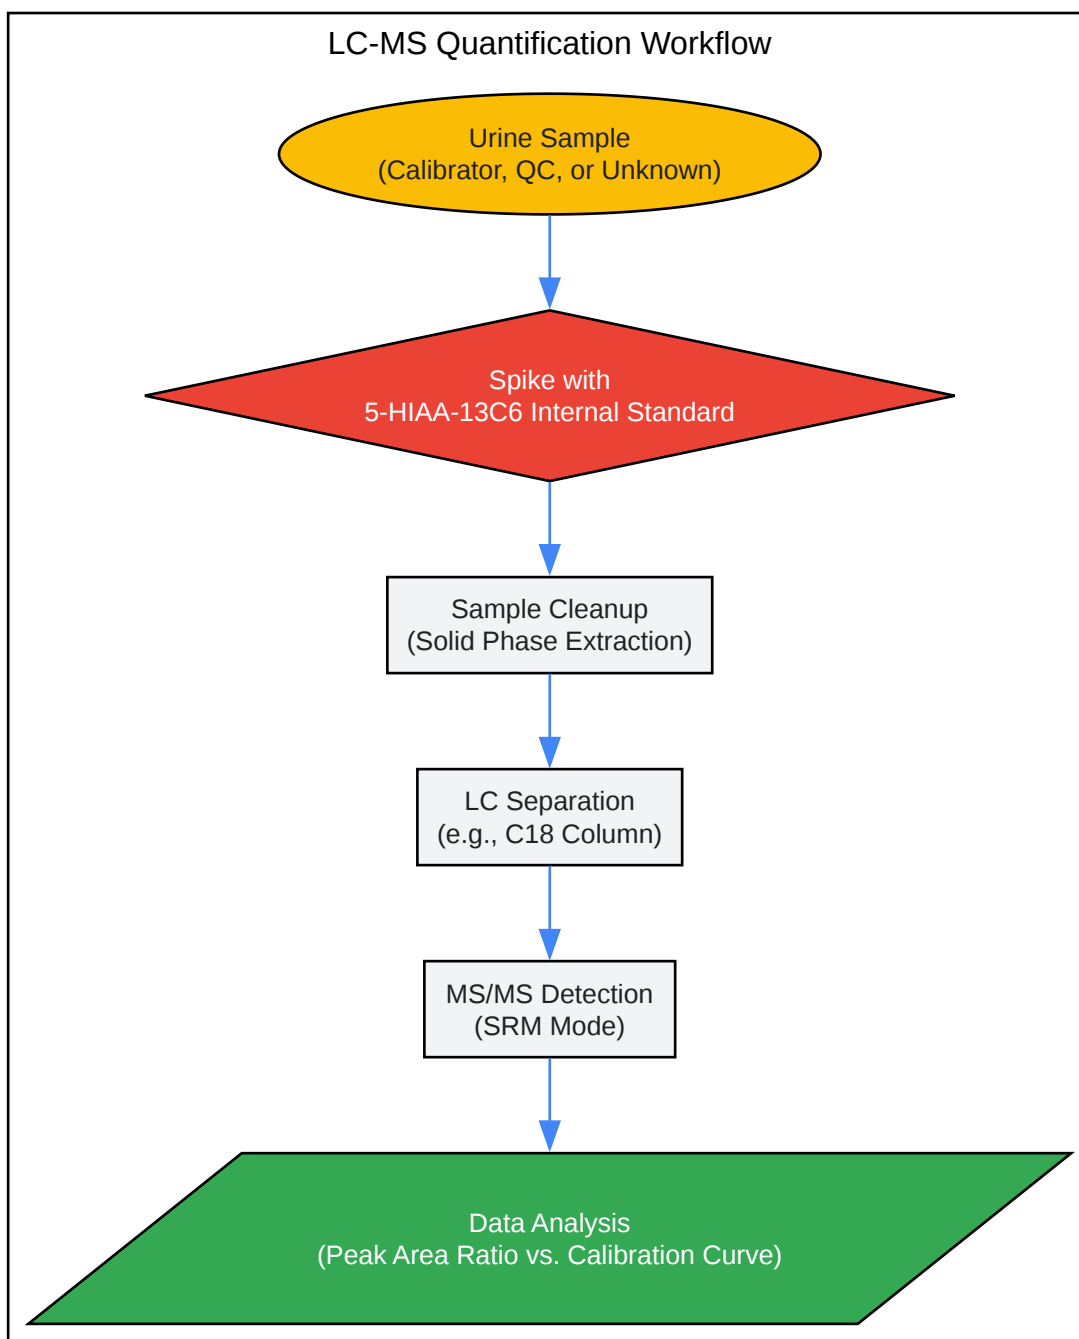 LC-MS Quantification Workflow
Urine Sample
(Calibrator, QC, or Unknown)
Spike with
5-HIAA-13C6 Internal Standard
Sample Cleanup
(Solid Phase Extraction)
LC Separation
(e.g., C18 Column)
MS/MS Detection
(SRM Mode)
Data Analysis
(Peak Area Ratio vs. Calibration Curve)